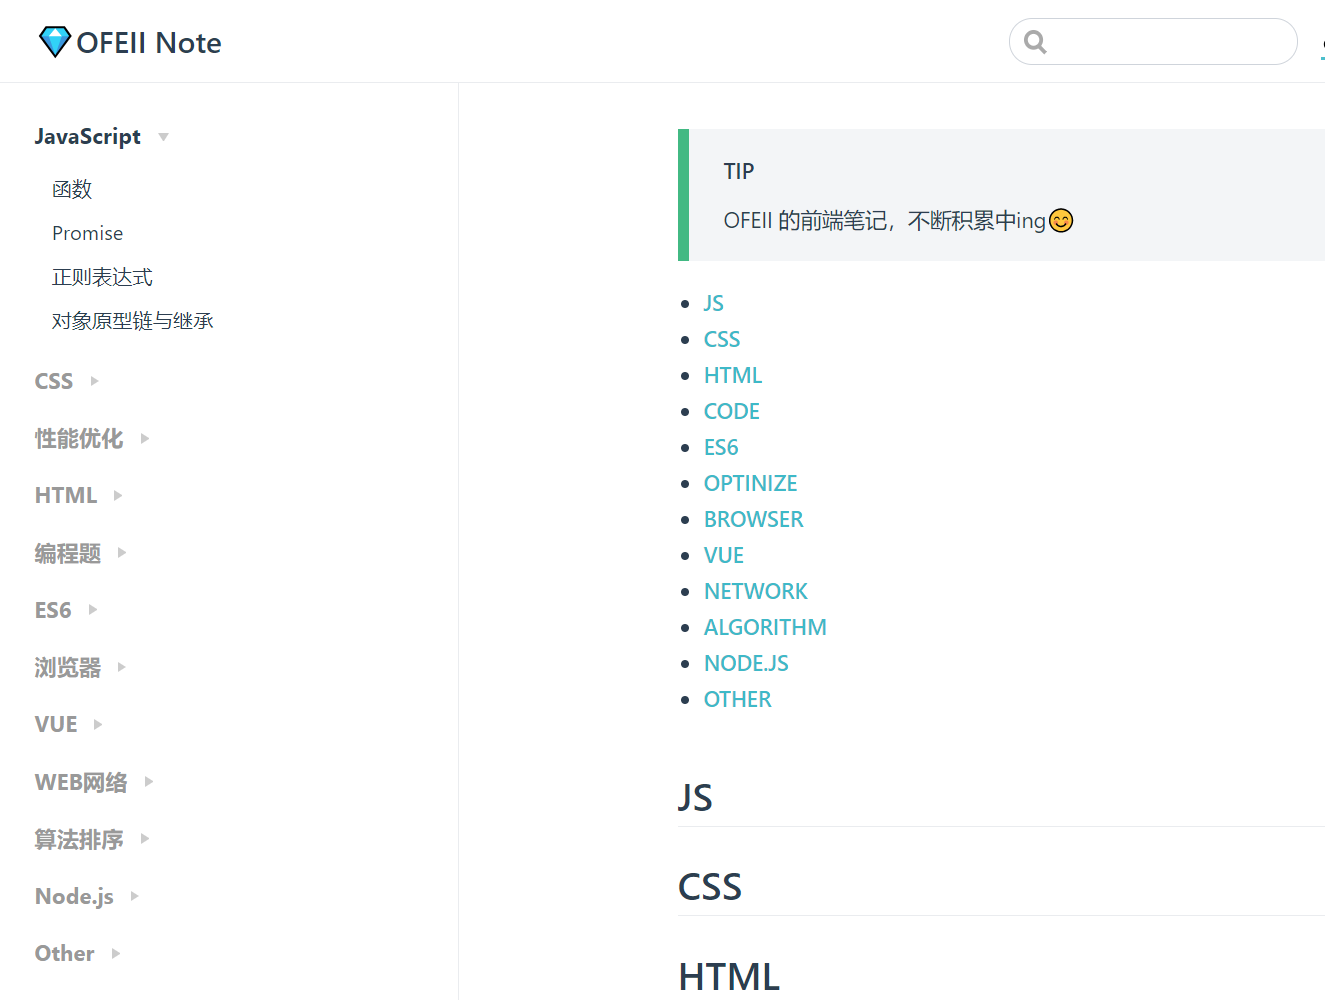 OFEII Note
JavaScript
函数
Promise
正则表达式
对象原型链与继承
CSS
性能优化
HTML
编程题
ES6
浏览器
VUE
WEB网络
算法排序
Node.js
Other
TIP
OFEII 的前端笔记，不断积累中ing😊
JS
CSS
HTML
CODE
ES6
OPTINIZE
BROWSER
VUE
NETWORK
ALGORITHM
NODE.JS
OTHER
JS
CSS
HTML